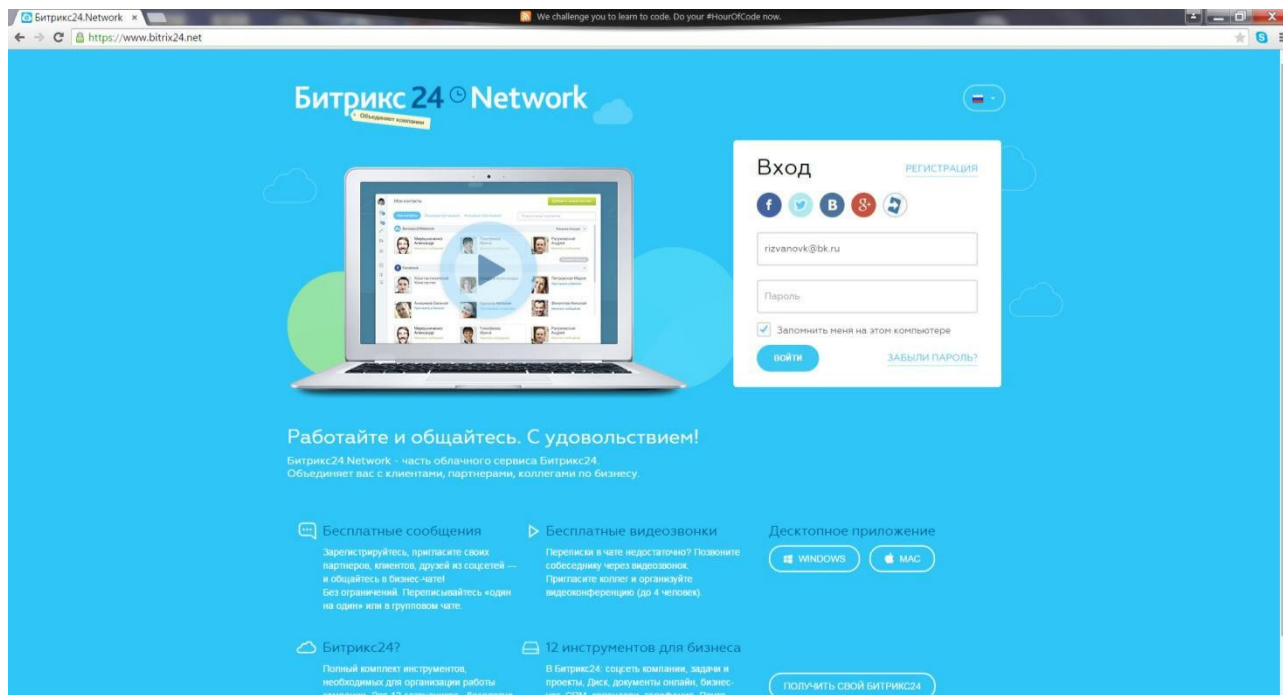 Битрикс24.Network
We challenge you to learn to code. Do your #HourOfCode now.
https://www.bitrix24.net
Битрикс 24 Network
Объединяет компании
Вход
РЕГИСТРАЦИЯ
rizvanovk@bk.ru
Пароль
Запомнить меня на этом компьютере
ВОЙТИ
ЗАБЫЛИ ПАРОЛЬ?
Мои контакты
Работайте и общайтесь. С удовольствием!
Битрикс24.Network - часть облачного сервиса Битрикс24.
Объединяет вас с клиентами, партнерами, коллегами по бизнесу.
Бесплатные сообщения
Зарегистрируйтесь, пригласите своих
партнеров, клиентов, друзей из соцсетей —
и общайтесь в бизнес-чате!
Без ограничений. Переписывайтесь «один
на один» или в групповом чате.
Бесплатные видеозвонки
Переписки в чате недостаточно? Позвоните
собеседнику через видеозвонок.
Пригласите коллег и организуйте
видеоконференцию (до 4 человек).
Десктопное приложение
WINDOWS
MAC
Битрикс24?
Полный комплект инструментов,
необходимых для организации работы
12 инструментов для бизнеса
В Битрикс24: соцсеть компании, задачи и
проекты, Диск, документы онлайн, бизнес-
ПОЛУЧИТЬ СВОЙ БИТРИКС24